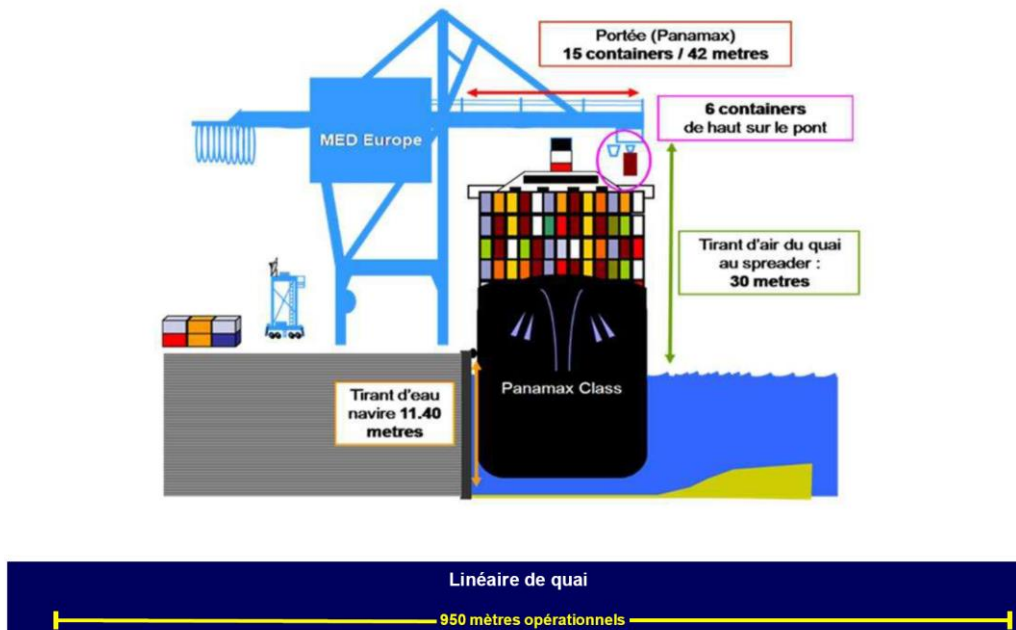 Portée (Panamax)
15 containers / 42 metres
6 containers
de haut sur le pont
MED Europe
Tirant d'air du quai
au spreader :
30 metres
Tirant d'eau
navire 11.40
metres
Panamax Class
Linéaire de quai
950 mètres opérationnels